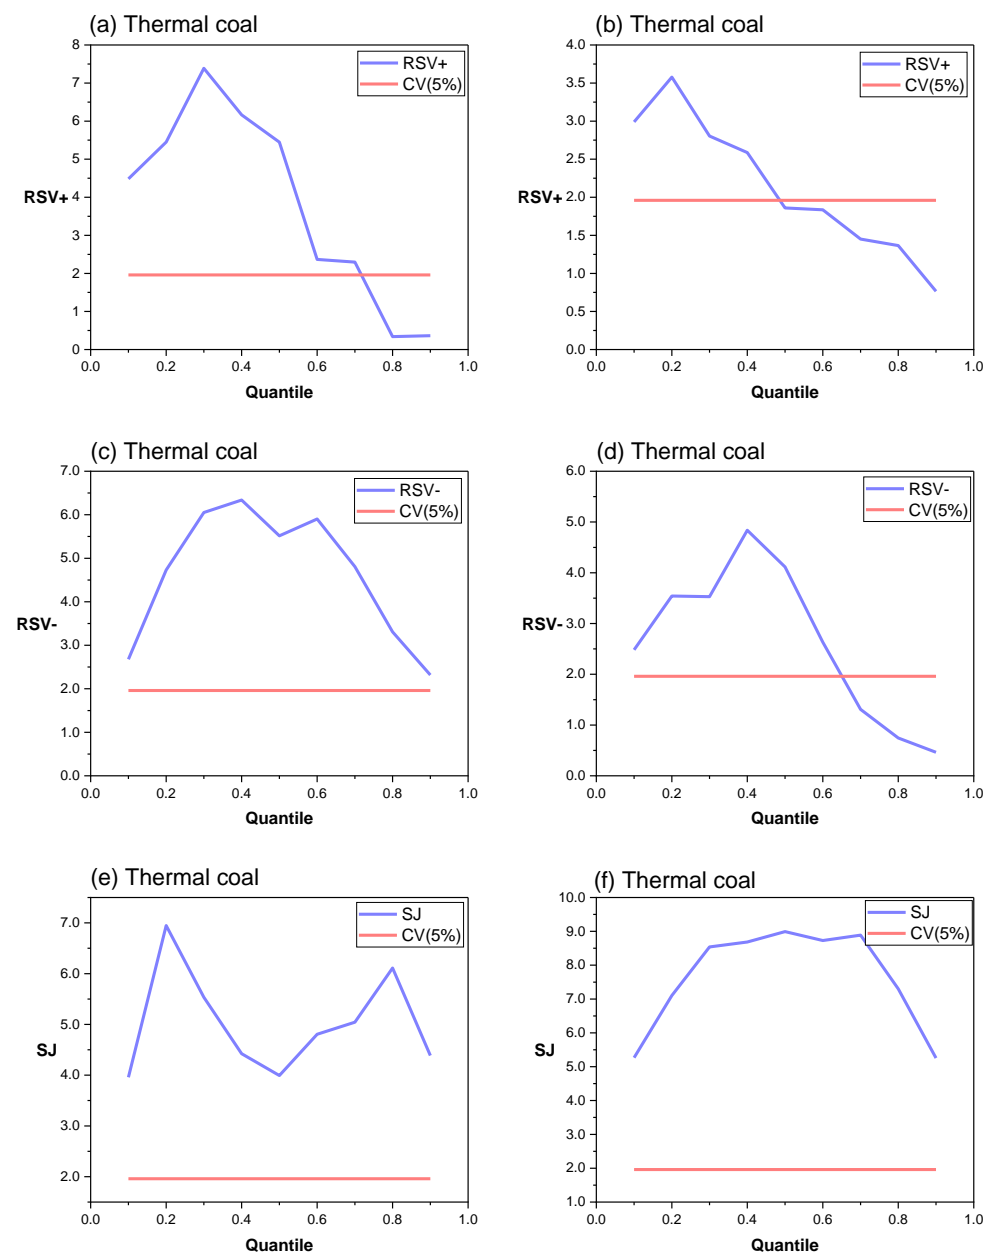 (a) Thermal coal
8
7
6
5
4
3
2
1
0
RSV+
RSV+
CV(5%)
0.0
0.2
0.4
0.6
0.8
1.0
Quantile
(b) Thermal coal
4.0
3.5
3.0
2.5
2.0
1.5
1.0
0.5
0.0
RSV+
RSV+
CV(5%)
0.0
0.2
0.4
0.6
0.8
1.0
Quantile
(c) Thermal coal
7.0
6.0
5.0
4.0
3.0
2.0
1.0
0.0
RSV-
RSV-
CV(5%)
0.0
0.2
0.4
0.6
0.8
1.0
Quantile
(d) Thermal coal
6.0
5.0
4.0
3.0
2.0
1.0
0.0
RSV-
RSV-
CV(5%)
0.0
0.2
0.4
0.6
0.8
1.0
Quantile
(e) Thermal coal
7.0
6.0
5.0
4.0
3.0
2.0
SJ
SJ
CV(5%)
0.0
0.2
0.4
0.6
0.8
1.0
Quantile
(f) Thermal coal
10.0
9.0
8.0
7.0
6.0
5.0
4.0
3.0
2.0
1.0
SJ
SJ
CV(5%)
0.0
0.2
0.4
0.6
0.8
1.0
Quantile